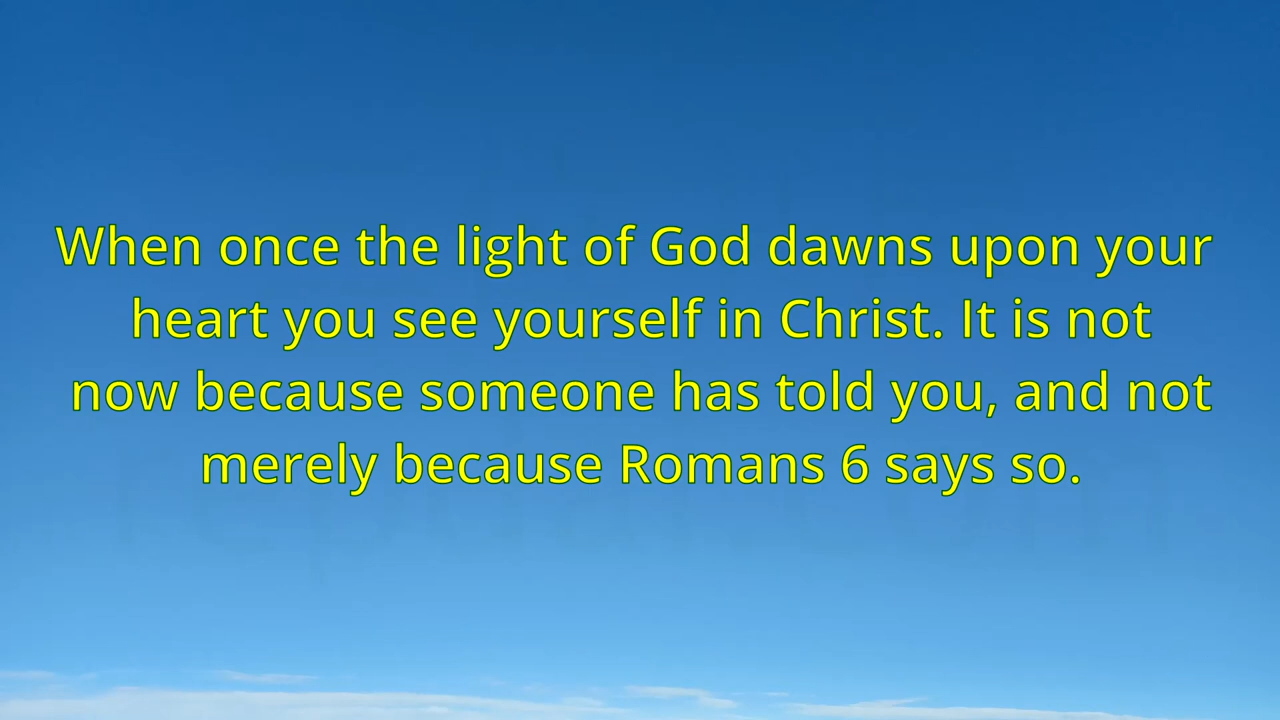 When once the light of God dawns upon your
heart you see yourself in Christ. It is not
now because someone has told you, and not
merely because Romans 6 says so.